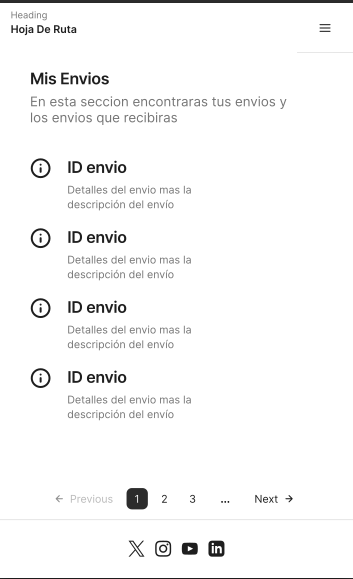 Heading
Hoja De Ruta
Mis Envios
En esta seccion encontraras tus envios y
los envios que recibiras
ID envio
Detalles del envio mas la
descripción del envío
ID envio
Detalles del envio mas la
descripción del envío
ID envio
Detalles del envio mas la
descripción del envío
ID envio
Detalles del envio mas la
descripción del envío
← Previous 1 2 3 ... Next →